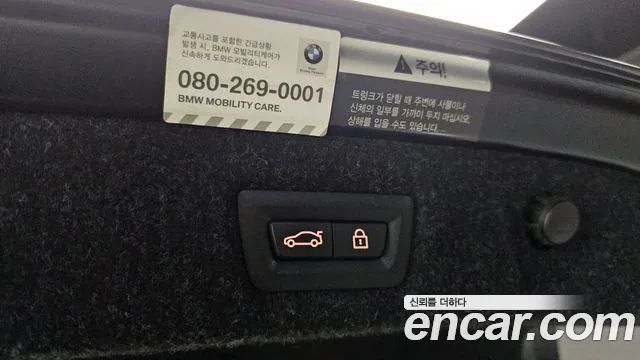 교통사고를 포함한 긴급상황
발생 시, BMW 모빌리티케어가
신속하게 도와드리겠습니다.
080-269-0001
BMW MOBILITY CARE.
주의!
트렁크가 닫힐 때 주변에 사물이나
신체의 일부를 가까이 두지 마십시오.
상해를 입을 수도 있습니다.
신뢰를 더하다
encar.com